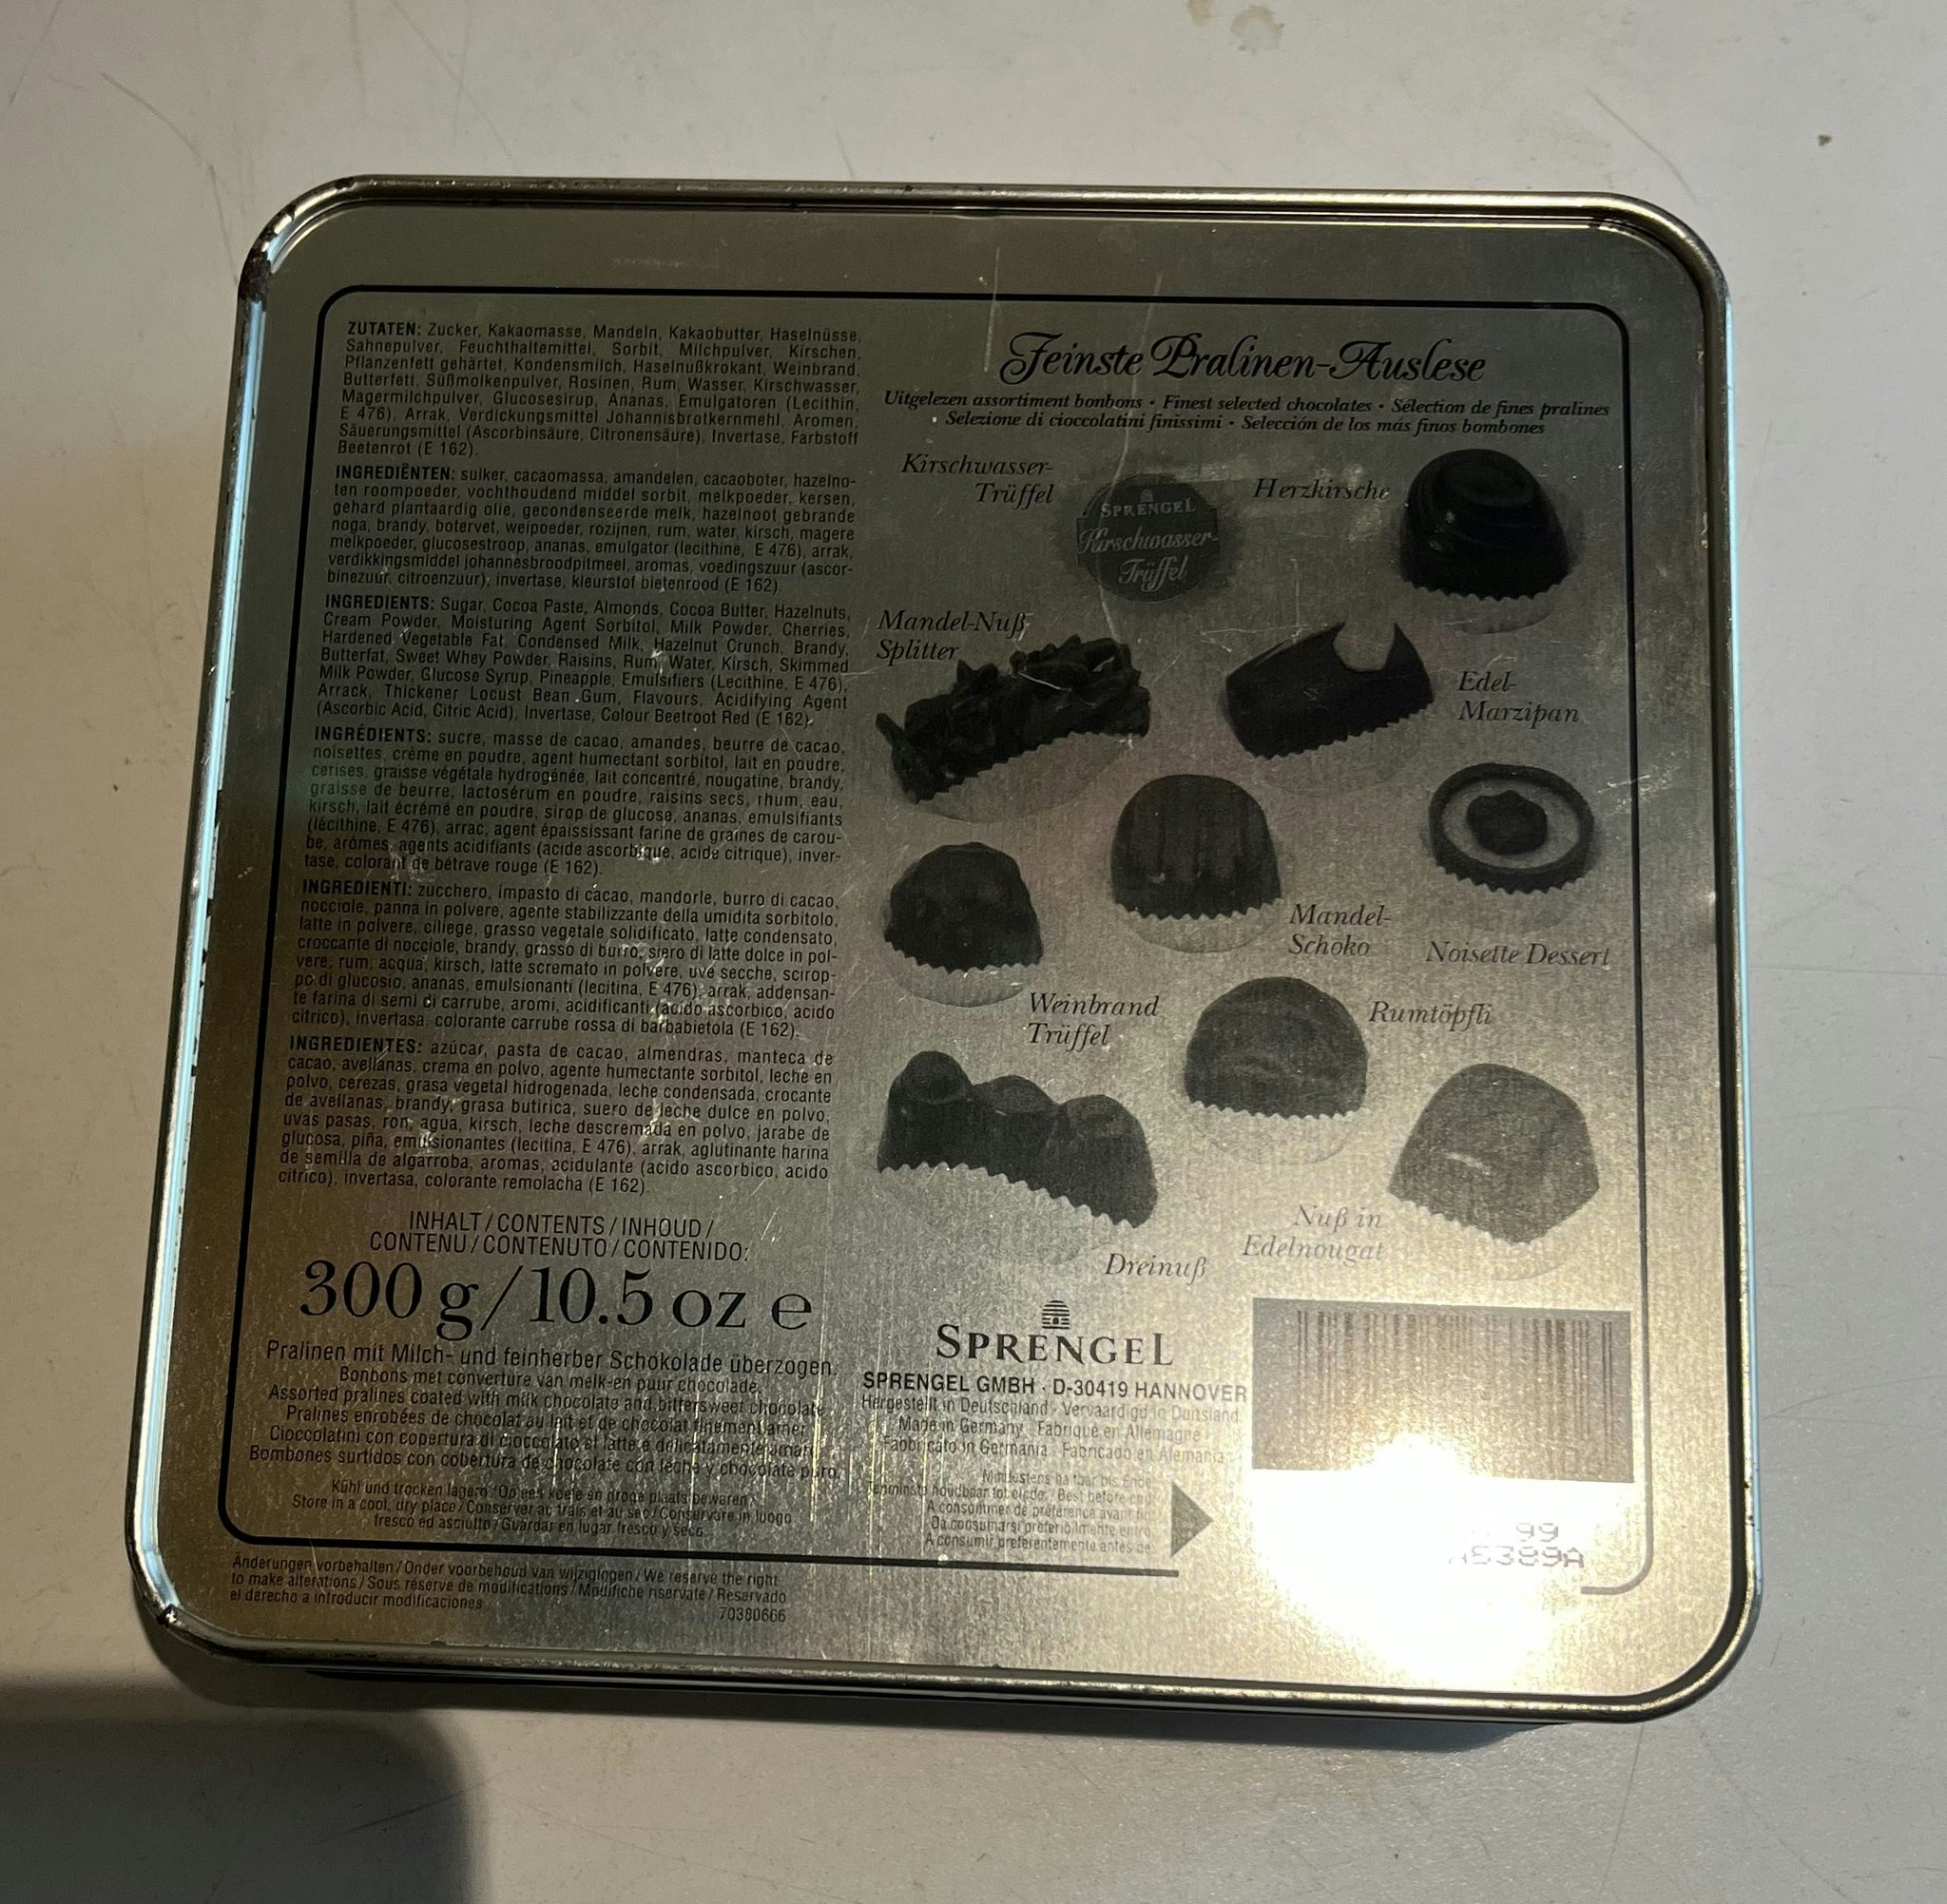 ZUTATEN: Zucker, Kakaomasse, Mandeln, Kakaobutter, Haselnüsse,
Sahnepulver, Feuchthaltemittel, Sorbit, Milchpulver, Kirschen,
Pflanzenfett gehärtet, Kondensmilch, Haselnußkrokant, Weinbrand,
Butterfett, Süßmolkenpulver, Rosinen, Rum, Wasser, Kirschwasser,
Magermilchpulver, Glucosesirup, Ananas, Emulgatoren (Lecithin,
E 476), Arrak, Verdickungsmittel Johannisbrotkernmehl, Aromen,
Säuerungsmittel (Ascorbinsäure, Citronensäure), Invertase, Farbstoff
Beetenrot (E 162).
INGREDIËNTEN: suiker, cacaomassa, amandelen, cacaoboter, hazelno-
ten roompoeder, vochthoudend middel sorbit, melkpoeder, kersen,
gehard plantaardig olie, gecondenseerde melk, hazelnoot gebrande
noga, brandy, botervet, weipoeder, rozijnen, rum, water, kirsch, magere
melkpoeder, glucosestroop, ananas, emulgator (lecithine, E 476), arrak,
verdikkingsmiddel johannesbroodpitmeel, aromas, voedingszuur (ascor-
binezuur, citroenzuur), invertase, kleurstof bietenrood (E 162).
INGREDIENTS: Sugar, Cocoa Paste, Almonds, Cocoa Butter, Hazelnuts,
Cream Powder, Moisturing Agent Sorbitol, Milk Powder, Cherries,
Hardened Vegetable Fat, Condensed Milk, Hazelnut Crunch, Brandy,
Butterfat, Sweet Whey Powder, Raisins, Rum, Water, Kirsch, Skimmed
Milk Powder, Glucose Syrup, Pineapple, Emulsifiers (Lecithine, E 476),
Arrack, Thickener Locust Bean Gum, Flavours, Acidifying Agent
(Ascorbic Acid, Citric Acid), Invertase, Colour Beetroot Red (E 162).
INGRÉDIENTS: sucre, masse de cacao, amandes, beurre de cacao,
noisettes, crème en poudre, agent humectant sorbitol, lait en poudre,
cerises, graisse végétale hydrogénée, lait concentré, nougatine, brandy,
graisse de beurre, lactosérum en poudre, raisins secs, rhum, eau,
kirsch, lait écrémé en poudre, sirop de glucose, ananas, emulsifiants
(lécithine, E 476), arrac, agent épaississant farine de graines de carou-
be, arômes, agents acidifiants (acide ascorbique, acide citrique), inver-
tase, colorant de bétrave rouge (E 162).
INGREDIENTI: zucchero, impasto di cacao, mandorle, burro di cacao,
nocciole, panna in polvere, agente stabilizzante della umidita sorbitolo,
latte in polvere, ciliege, grasso vegetale solidificato, latte condensato,
croccante di nocciole, brandy, grasso di burro, siero di latte dolce in pol-
vere, rum, acqua, kirsch, latte scremato in polvere, uve secche, scirop-
po di glucosio, ananas, emulsionanti (lecitina, E 476), arrak, addensan-
te farina di semi di carrube, aromi, acidificanti (acido ascorbico, acido
citrico), invertasa, colorante carrube rossa di barbabietola (E 162).
INGREDIENTES: azúcar, pasta de cacao, almendras, manteca de
cacao, avellanas, crema en polvo, agente humectante sorbitol, leche en
polvo, cerezas, grasa vegetal hidrogenada, leche condensada, crocante
de avellanas, brandy, grasa butirica, suero de leche dulce en polvo,
uvas pasas, ron, agua, kirsch, leche descremada en polvo, jarabe de
glucosa, piña, emulsionantes (lecitina, E 476), arrak, aglutinante harina
de semilla de algarroba, aromas, acidulante (acido ascorbico, acido
citrico), invertasa, colorante remolacha (E 162).
INHALT/CONTENTS/INHOUD/
CONTENU/CONTENUTO/CONTENIDO:
300 g/10.5 oz e
Pralinen mit Milch- und feinherber Schokolade überzogen.
Bonbons met converture van melk-en puur chocolade.
Assorted pralines coated with milk chocolate and bittersweet chocolate.
Pralines enrobées de chocolat au lait et de chocolat finement amer
Cioccolatini con copertura di cioccolato al latte e delicatamente amaro
Bombones surtidos con cobertura de chocolate con leche y chocolate puro.
Kühl und trocken lagern / Op een koele en droge plaats bewaren /
Store in a cool, dry place / Conserver au frais et au sec / Conservare in luogo
fresco ed asciutto / Guardar en lugar fresco y seco
Änderungen vorbehalten / Onder voorbehoud van wijzigingen / We reserve the right
to make alterations / Sous réserve de modifications / Modifiche riservate / Reservado
el derecho a introducir modificaciones
70380666
Feinste Pralinen-Auslese
Uitgelezen assortiment bonbons • Finest selected chocolates • Sélection de fines pralines
• Selezione di cioccolatini finissimi • Selección de los más finos bombones
Kirschwasser-
Trüffel
SPRENGEL
Kirschwasser-
Trüffel
Herzkirsche
Mandel-Nuß
Splitter
Edel-
Marzipan
Mandel-
Schoko
Noisette Dessert
Weinbrand
Trüffel
Rumtöpfli
Dreinuß
Nuß in
Edelnougat
SPRENGEL
SPRENGEL GMBH · D-30419 HANNOVER
Hergestellt in Deutschland · Vervaardigd in Duitsland
Made in Germany · Fabriqué en Allemagne
Fabbricato in Germania · Fabricado en Alemania
Mindestens haltbar bis Ende
Tenminste houdbaar tot einde / Best before end
A consommer de préférence avant fin
Da consumarsi preferibilmente entro
A consumir preferentemente antes de
99